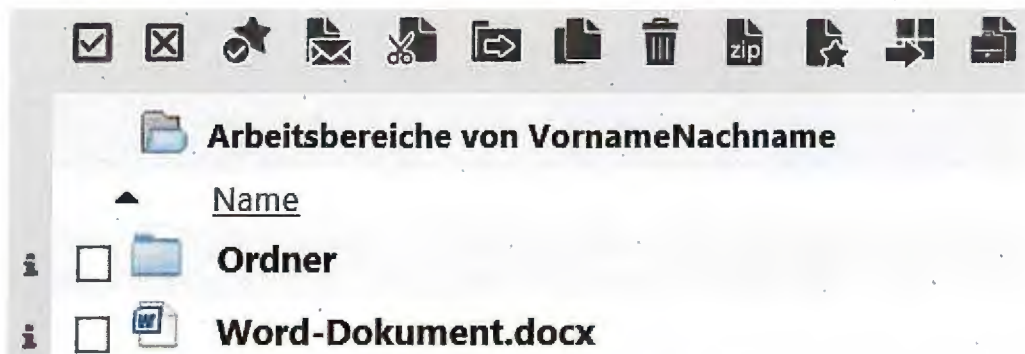 zip
Arbeitsbereiche von VornameNachname
Name
i Ordner
i W Word-Dokument.docx